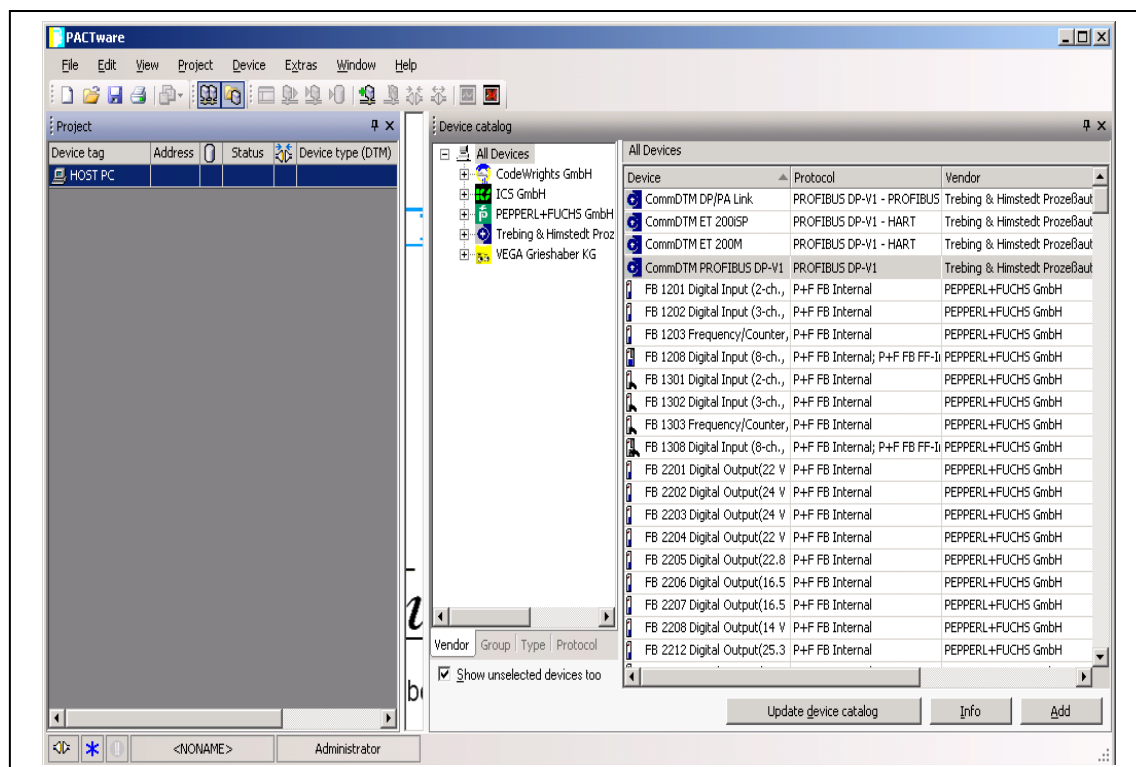 PACTware
File Edit View Project Device Extras Window Help
Project
Device catalog
Device tag Address Status Device type (DTM)
HOST PC
All Devices
CodeWrights GmbH
ICS GmbH
PEPPERL+FUCHS GmbH
Trebing & Himstedt Proz
VEGA Grieshaber KG
All Devices
Device Protocol Vendor
CommDTM DP/PA Link PROFIBUS DP-V1 - PROFIBUS Trebing & Himstedt Prozeßaut
CommDTM ET 200iSP PROFIBUS DP-V1 - HART Trebing & Himstedt Prozeßaut
CommDTM ET 200M PROFIBUS DP-V1 - HART Trebing & Himstedt Prozeßaut
CommDTM PROFIBUS DP-V1 PROFIBUS DP-V1 Trebing & Himstedt Prozeßaut
FB 1201 Digital Input (2-ch., P+F FB Internal PEPPERL+FUCHS GmbH
FB 1202 Digital Input (3-ch., P+F FB Internal PEPPERL+FUCHS GmbH
FB 1203 Frequency/Counter, P+F FB Internal PEPPERL+FUCHS GmbH
FB 1208 Digital Input (8-ch., P+F FB Internal; P+F FB FF-I PEPPERL+FUCHS GmbH
FB 1301 Digital Input (2-ch., P+F FB Internal PEPPERL+FUCHS GmbH
FB 1302 Digital Input (3-ch., P+F FB Internal PEPPERL+FUCHS GmbH
FB 1303 Frequency/Counter, P+F FB Internal PEPPERL+FUCHS GmbH
FB 1308 Digital Input (8-ch., P+F FB Internal; P+F FB FF-I PEPPERL+FUCHS GmbH
FB 2201 Digital Output(22 V P+F FB Internal PEPPERL+FUCHS GmbH
FB 2202 Digital Output(24 V P+F FB Internal PEPPERL+FUCHS GmbH
FB 2203 Digital Output(24 V P+F FB Internal PEPPERL+FUCHS GmbH
FB 2204 Digital Output(22 V P+F FB Internal PEPPERL+FUCHS GmbH
FB 2205 Digital Output(22.8 P+F FB Internal PEPPERL+FUCHS GmbH
FB 2206 Digital Output(16.5 P+F FB Internal PEPPERL+FUCHS GmbH
FB 2207 Digital Output(16.5 P+F FB Internal PEPPERL+FUCHS GmbH
FB 2208 Digital Output(14 V P+F FB Internal PEPPERL+FUCHS GmbH
FB 2212 Digital Output(25.3 P+F FB Internal PEPPERL+FUCHS GmbH
Vendor Group Type Protocol
Show unselected devices too
Update device catalog Info Add
<NONAME> Administrator